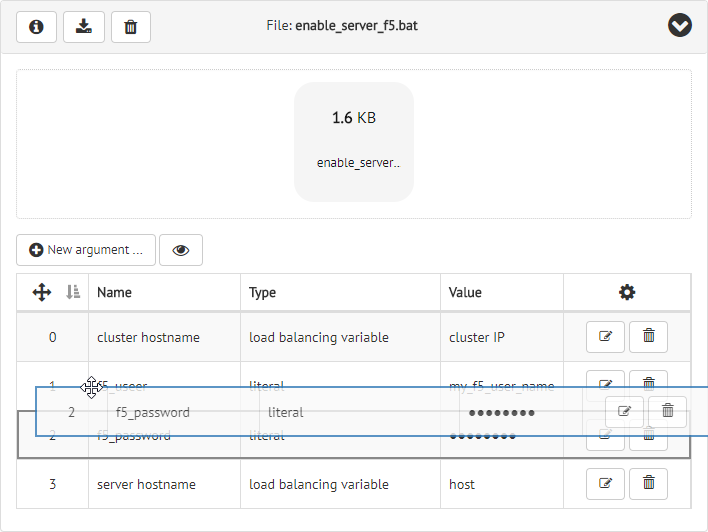 File: enable_server_f5.bat
1.6 KB
enable_server..
New argument ...
Name Type Value
0 cluster hostname load balancing variable cluster IP
1 f5_useer literal my_f5_user_name
2 f5_password literal ●●●●●●●●
2 f5_password literal ●●●●●●●●
3 server hostname load balancing variable host